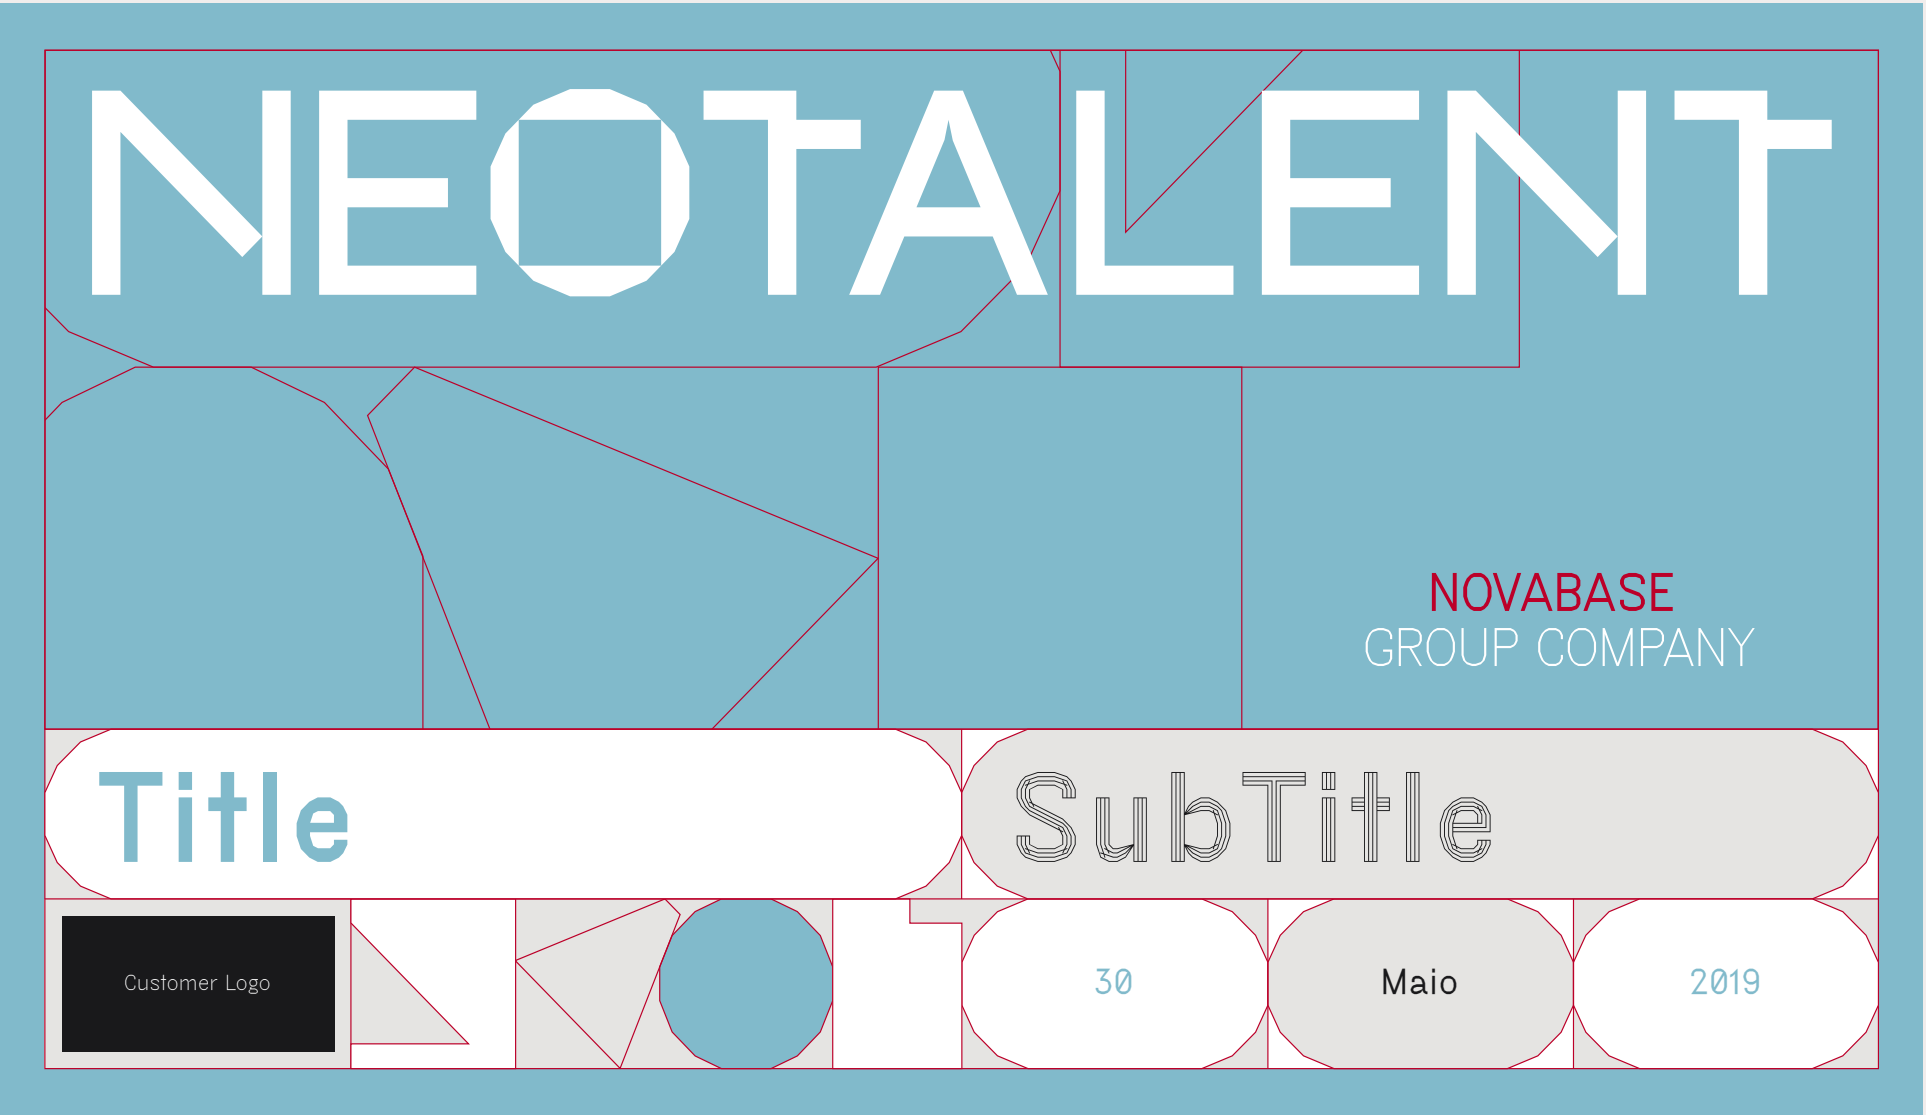 NEOTALENT
NOVABASE
GROUP COMPANY
Title
SubTitle
Customer Logo
30
Maio
2019